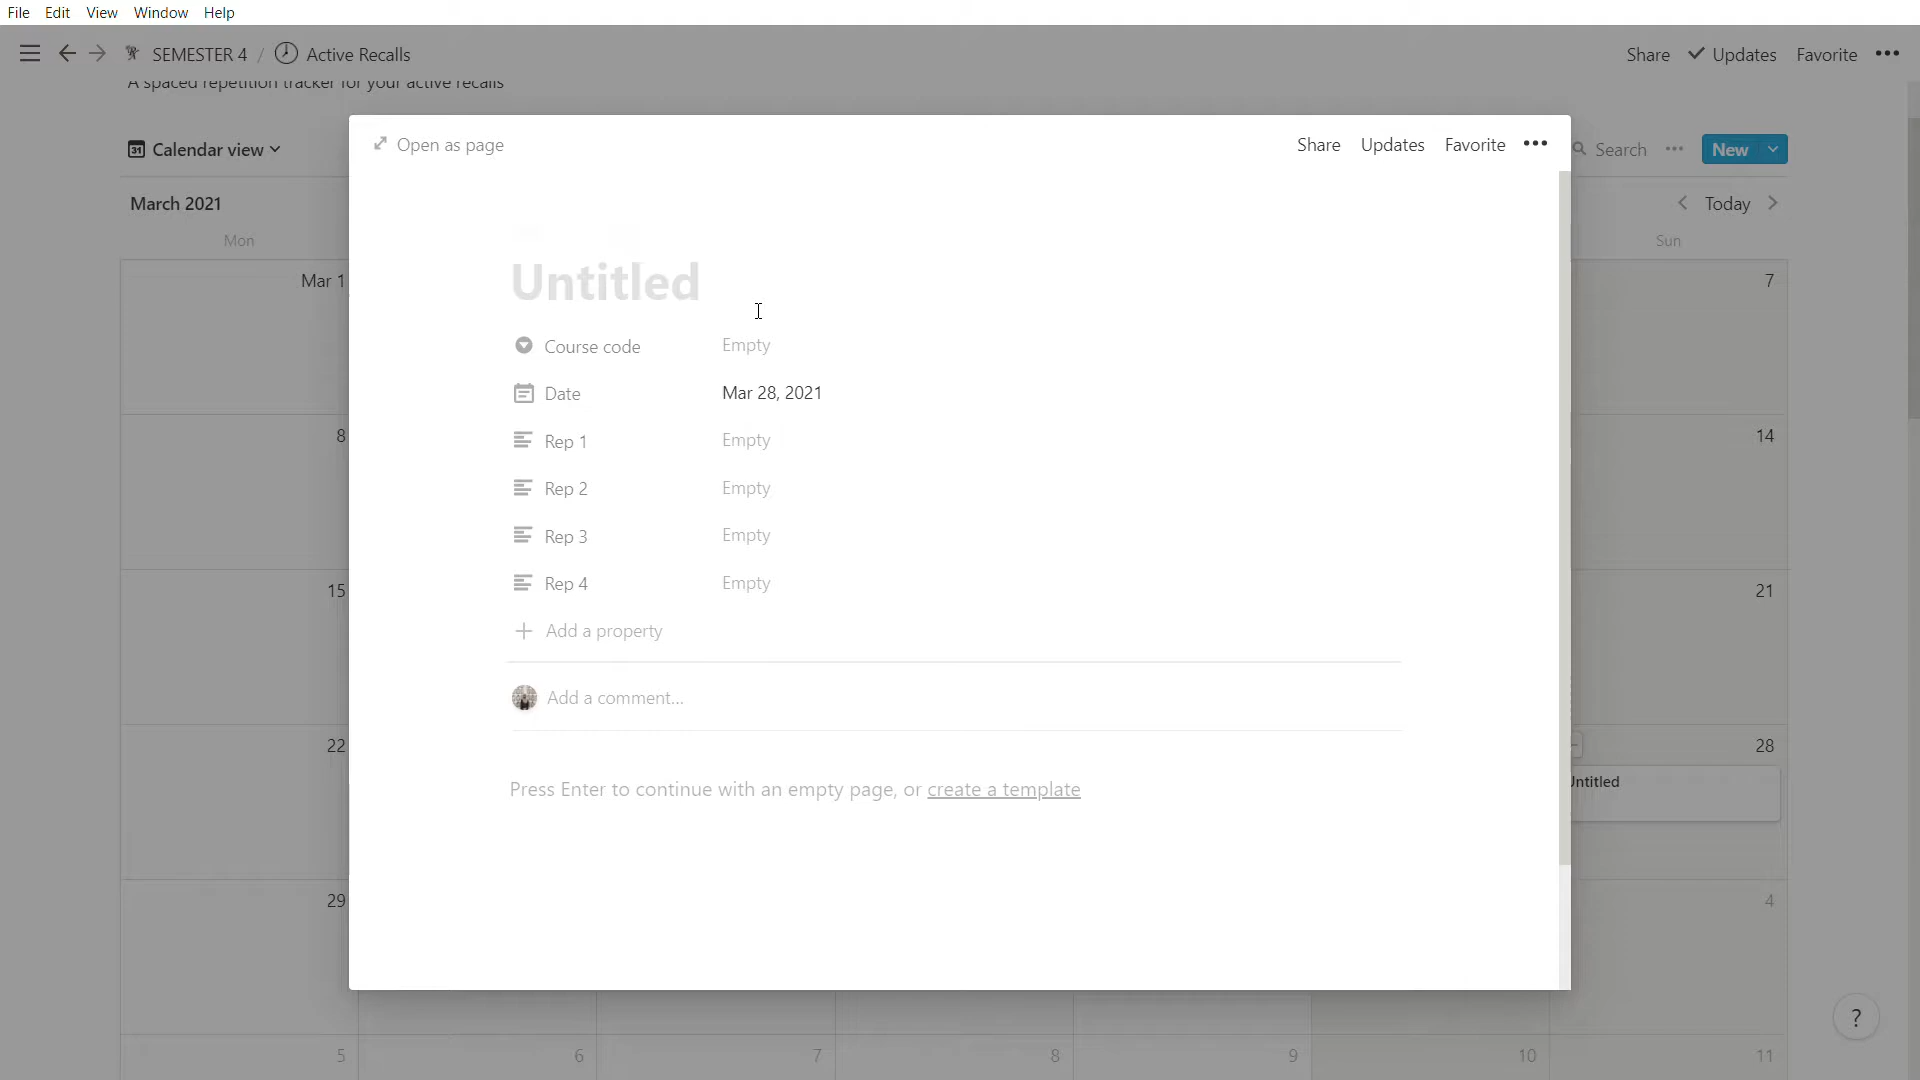 File Edit View Window Help
SEMESTER 4 / Active Recalls Share Updates Favorite
A spaced repetition tracker for your active recalls
31 Calendar view Search New
Open as page Share Updates Favorite
March 2021 Today
Mon Sun
Mar 1 7
Untitled
Course code Empty
Date Mar 28, 2021
8 14
Rep 1 Empty
Rep 2 Empty
Rep 3 Empty
Rep 4 Empty
15 21
Add a property
Add a comment...
22 28
Untitled
Press Enter to continue with an empty page, or create a template
29 4
?
5 6 7 8 9 10 11